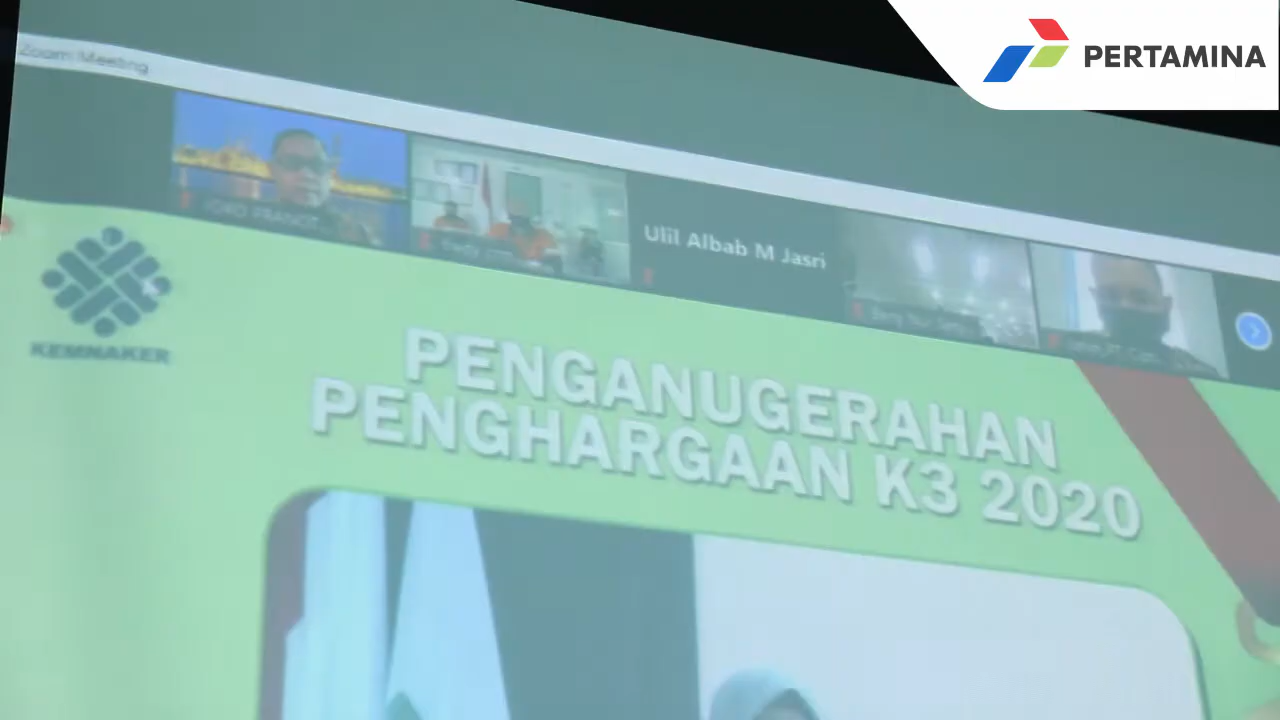 PERTAMINA
Zoom Meeting
Ulil Albab M Jasri
KEMNAKER
PENGANUGERAHAN
PENGHARGAAN K3 2020